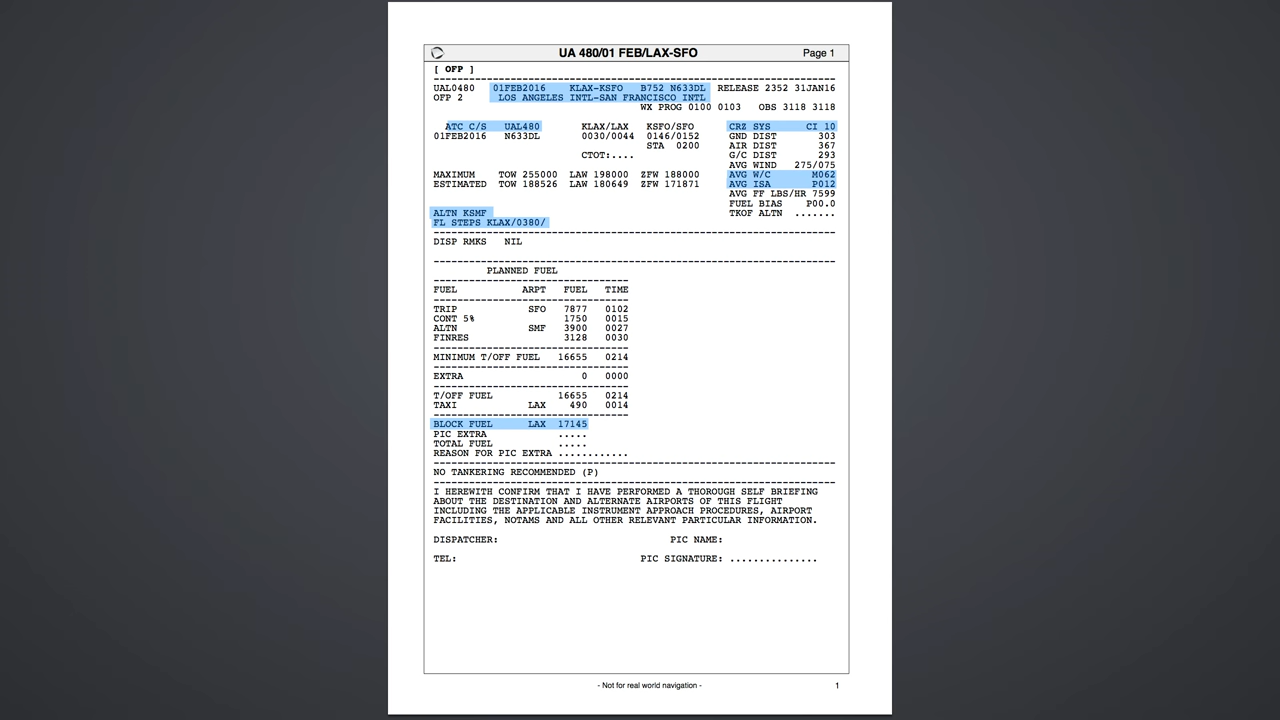 UA 480/01 FEB/LAX-SFO Page 1
[ OFP ]
--------------------------------------------------------------------
UAL0480 01FEB2016 KLAX-KSFO B752 N633DL RELEASE 2352 31JAN16
OFP 2 LOS ANGELES INTL-SAN FRANCISCO INTL
WX PROG 0100 0103 OBS 3118 3118
ATC C/S UAL480 KLAX/LAX KSFO/SFO CRZ SYS CI 10
01FEB2016 N633DL 0030/0044 0146/0152 GND DIST 303
STA 0200 AIR DIST 367
CTOT:.... G/C DIST 293
AVG WIND 275/075
MAXIMUM TOW 255000 LAW 198000 ZFW 188000 AVG W/C M062
ESTIMATED TOW 188526 LAW 180649 ZFW 171871 AVG ISA P012
AVG FF LBS/HR 7599
FUEL BIAS P00.0
ALTN KSMF TKOF ALTN .......
FL STEPS KLAX/0380/
--------------------------------------------------------------------
DISP RMKS NIL
--------------------------------------------------------------------
PLANNED FUEL
---------------------------------
FUEL ARPT FUEL TIME
---------------------------------
TRIP SFO 7877 0102
CONT 5% 1750 0015
ALTN SMF 3900 0027
FINRES 3128 0030
---------------------------------
MINIMUM T/OFF FUEL 16655 0214
---------------------------------
EXTRA 0 0000
---------------------------------
T/OFF FUEL 16655 0214
TAXI LAX 490 0014
---------------------------------
BLOCK FUEL LAX 17145
PIC EXTRA .....
TOTAL FUEL .....
REASON FOR PIC EXTRA ............
--------------------------------------------------------------------
NO TANKERING RECOMMENDED (P)
--------------------------------------------------------------------
I HEREWITH CONFIRM THAT I HAVE PERFORMED A THOROUGH SELF BRIEFING
ABOUT THE DESTINATION AND ALTERNATE AIRPORTS OF THIS FLIGHT
INCLUDING THE APPLICABLE INSTRUMENT APPROACH PROCEDURES, AIRPORT
FACILITIES, NOTAMS AND ALL OTHER RELEVANT PARTICULAR INFORMATION.
DISPATCHER: PIC NAME:
TEL: PIC SIGNATURE: ...............
- Not for real world navigation - 1